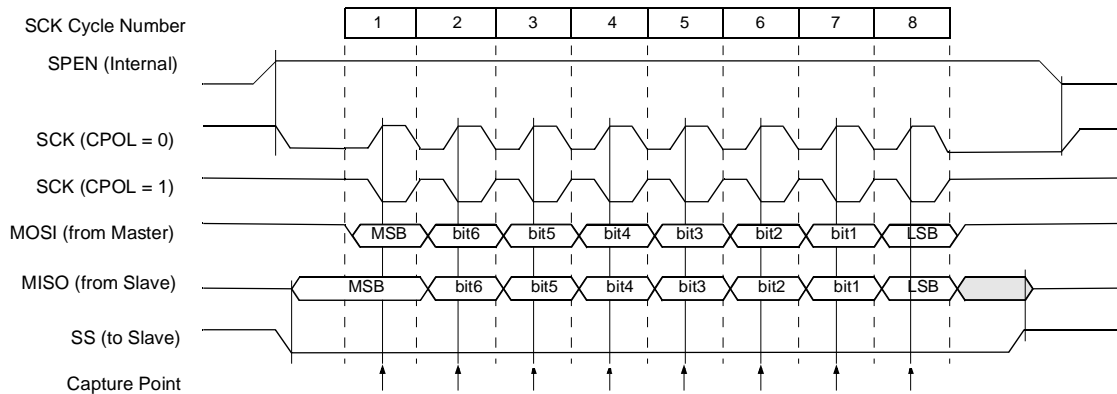 SCK Cycle Number 1 2 3 4 5 6 7 8
SPEN (Internal)
SCK (CPOL = 0)
SCK (CPOL = 1)
MOSI (from Master) MSB bit6 bit5 bit4 bit3 bit2 bit1 LSB
MISO (from Slave) MSB bit6 bit5 bit4 bit3 bit2 bit1 LSB
SS (to Slave)
Capture Point